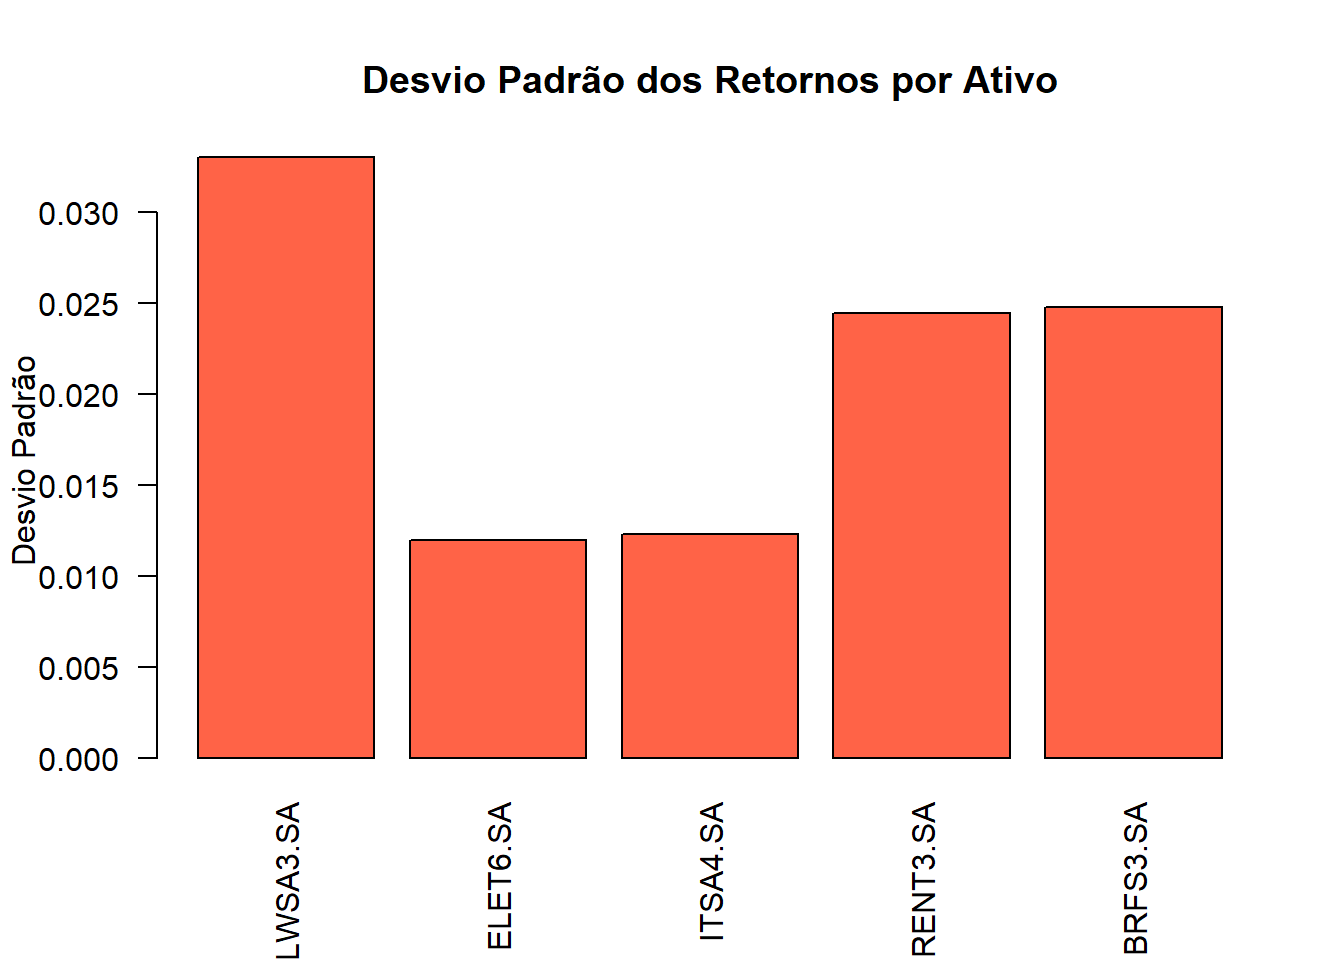 Desvio Padrão dos Retornos por Ativo
Desvio Padrão
0.030
0.025
0.020
0.015
0.010
0.005
0.000
LWSA3.SA
ELET6.SA
ITSA4.SA
RENT3.SA
BRFS3.SA